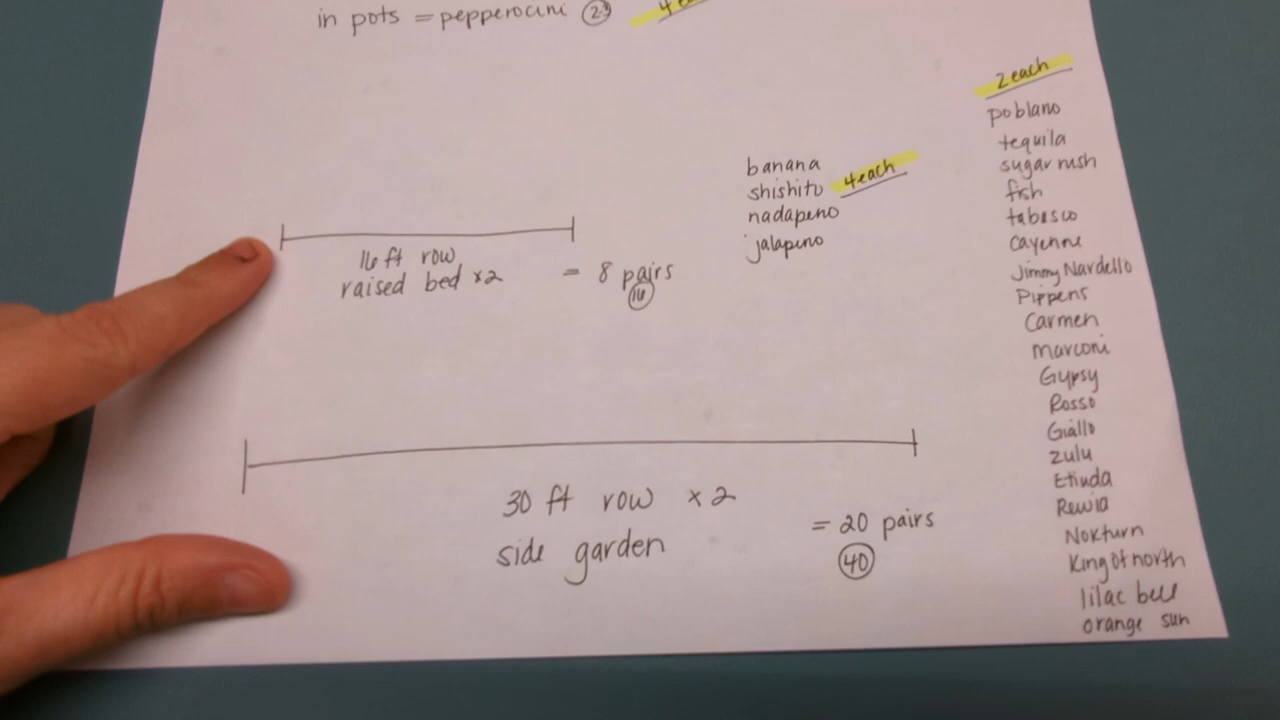 in pots = pepperocini 23
4 e
16 ft row
raised bed x2
= 8 pairs
16
banana
shishito 4 each
nadapeno
jalapeno
30 ft row x 2
side garden
= 20 pairs
40
2 each
poblano
tequila
sugar rush
fish
tabasco
Cayenne
Jimmy Nardello
Pippens
Carmen
marconi
Gypsy
Rosso
Giallo
zulu
Etiuda
Rewia
Nokturn
King of north
lilac bell
orange sun